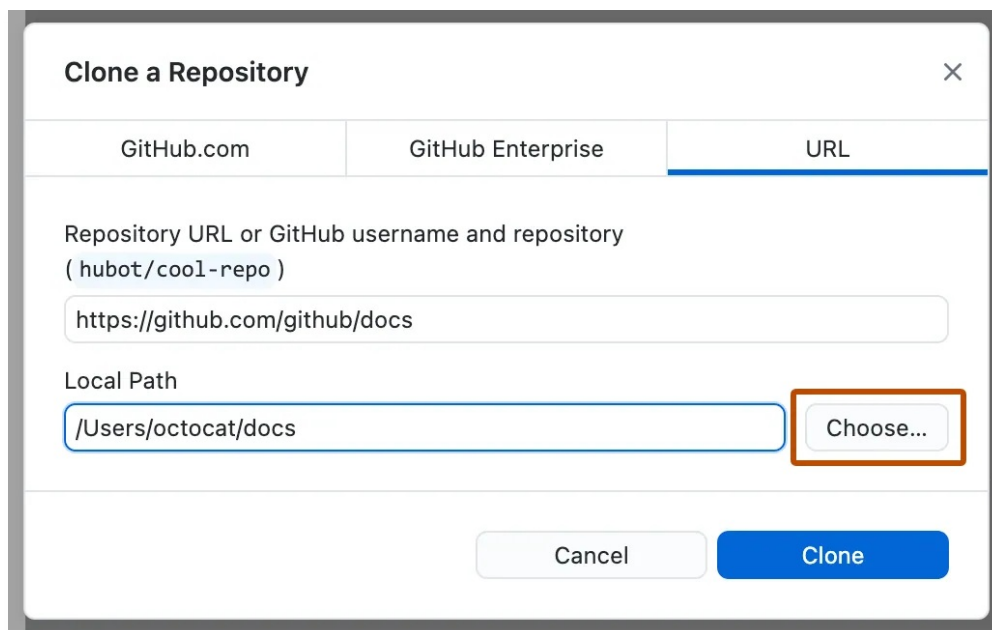 Clone a Repository
GitHub.com GitHub Enterprise URL
Repository URL or GitHub username and repository
(hubot/cool-repo)
https://github.com/github/docs
Local Path
/Users/octocat/docs Choose...
Cancel Clone